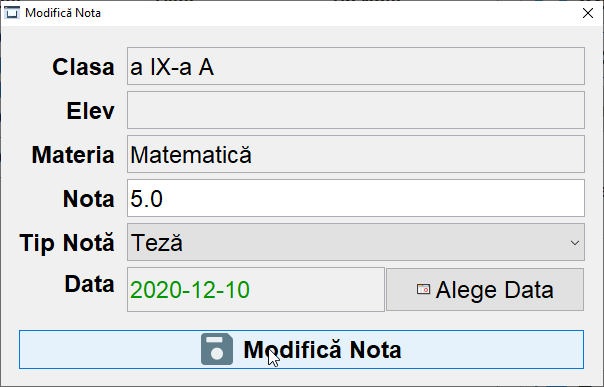 Modifică Nota
Clasa a IX-a A
Elev
Materia Matematică
Nota 5.0
Tip Notă Teză
Data 2020-12-10 Alege Data
Modifică Nota